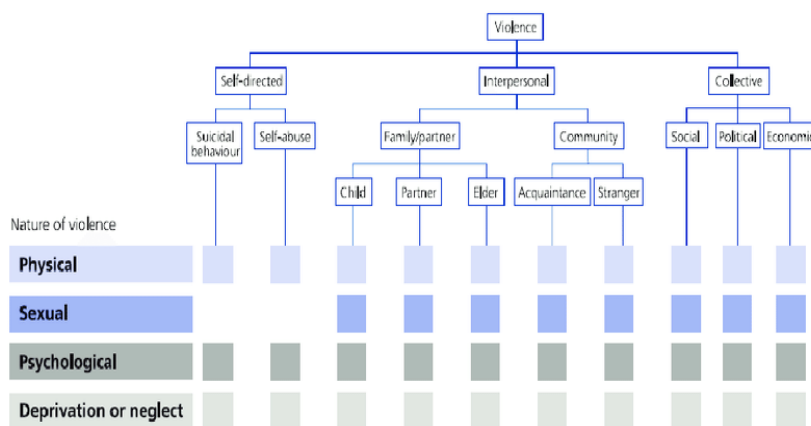 Violence
Self-directed
Interpersonal
Collective
Suicidal
behaviour
Self-abuse
Family/partner
Community
Social
Political
Economic
Child
Partner
Elder
Acquaintance
Stranger
Nature of violence
Physical
Sexual
Psychological
Deprivation or neglect